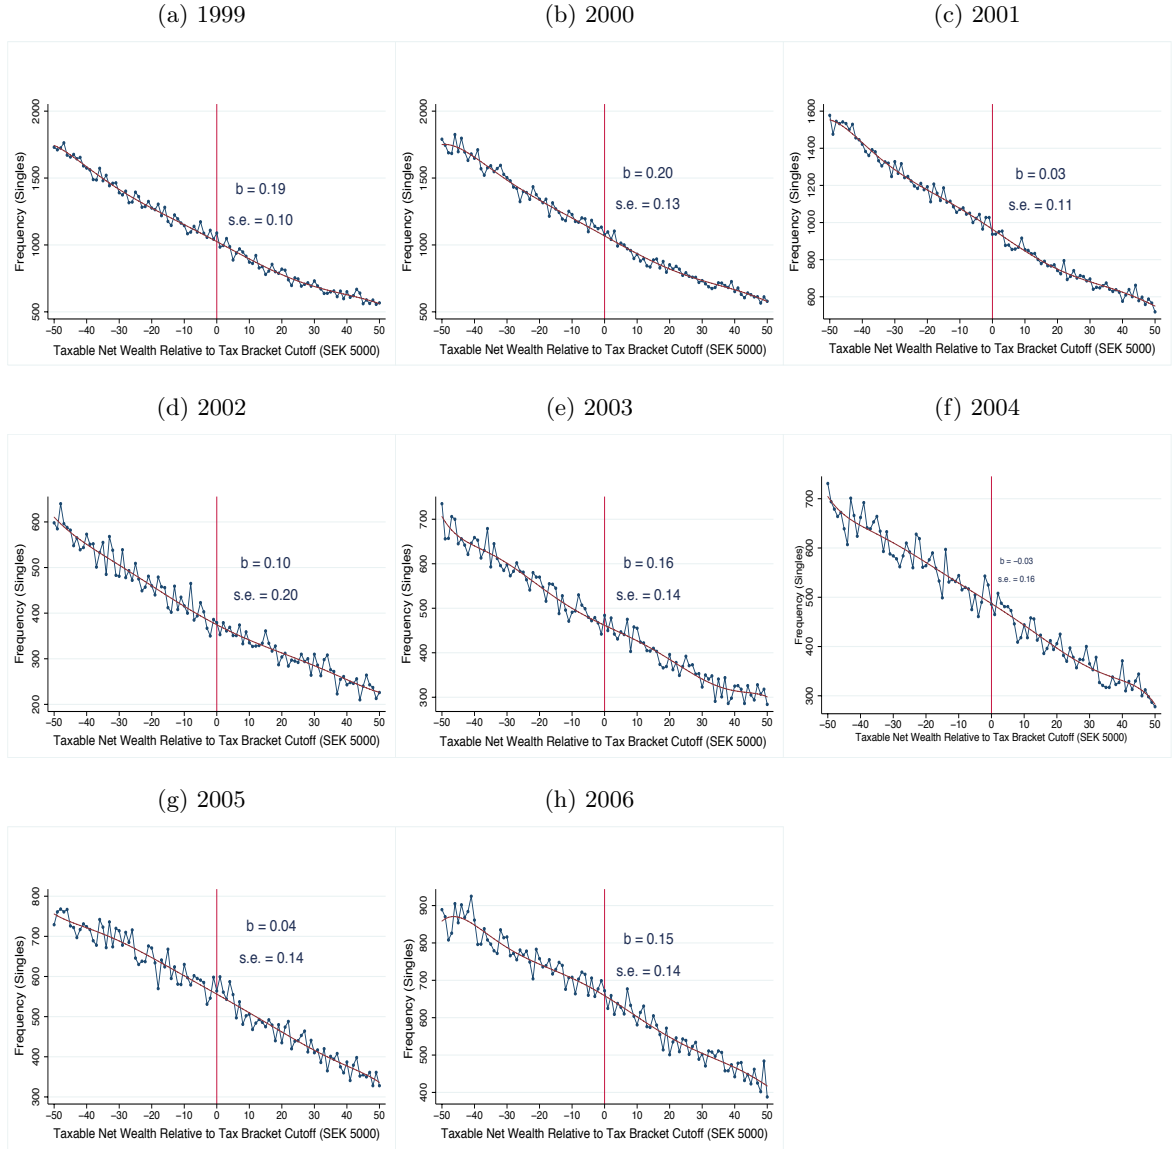 (a) 1999
Frequency (Singles)
2000
1500
1000
500
b = 0.19
s.e. = 0.10
−50 −40 −30 −20 −10 0 10 20 30 40 50
Taxable Net Wealth Relative to Tax Bracket Cutoff (SEK 5000)
(b) 2000
Frequency (Singles)
2000
1500
1000
500
b = 0.20
s.e. = 0.13
−50 −40 −30 −20 −10 0 10 20 30 40 50
Taxable Net Wealth Relative to Tax Bracket Cutoff (SEK 5000)
(c) 2001
Frequency (Singles)
1600
1400
1200
1000
800
600
b = 0.03
s.e. = 0.11
−50 −40 −30 −20 −10 0 10 20 30 40 50
Taxable Net Wealth Relative to Tax Bracket Cutoff (SEK 5000)
(d) 2002
Frequency (Singles)
600
500
400
300
200
b = 0.10
s.e. = 0.20
−50 −40 −30 −20 −10 0 10 20 30 40 50
Taxable Net Wealth Relative to Tax Bracket Cutoff (SEK 5000)
(e) 2003
Frequency (Singles)
700
600
500
400
300
b = 0.16
s.e. = 0.14
−50 −40 −30 −20 −10 0 10 20 30 40 50
Taxable Net Wealth Relative to Tax Bracket Cutoff (SEK 5000)
(f) 2004
Frequency (Singles)
700
600
500
400
300
b = −0.03
s.e. = 0.16
−50 −40 −30 −20 −10 0 10 20 30 40 50
Taxable Net Wealth Relative to Tax Bracket Cutoff (SEK 5000)
(g) 2005
Frequency (Singles)
800
700
600
500
400
300
b = 0.04
s.e. = 0.14
−50 −40 −30 −20 −10 0 10 20 30 40 50
Taxable Net Wealth Relative to Tax Bracket Cutoff (SEK 5000)
(h) 2006
Frequency (Singles)
900
800
700
600
500
400
b = 0.15
s.e. = 0.14
−50 −40 −30 −20 −10 0 10 20 30 40 50
Taxable Net Wealth Relative to Tax Bracket Cutoff (SEK 5000)